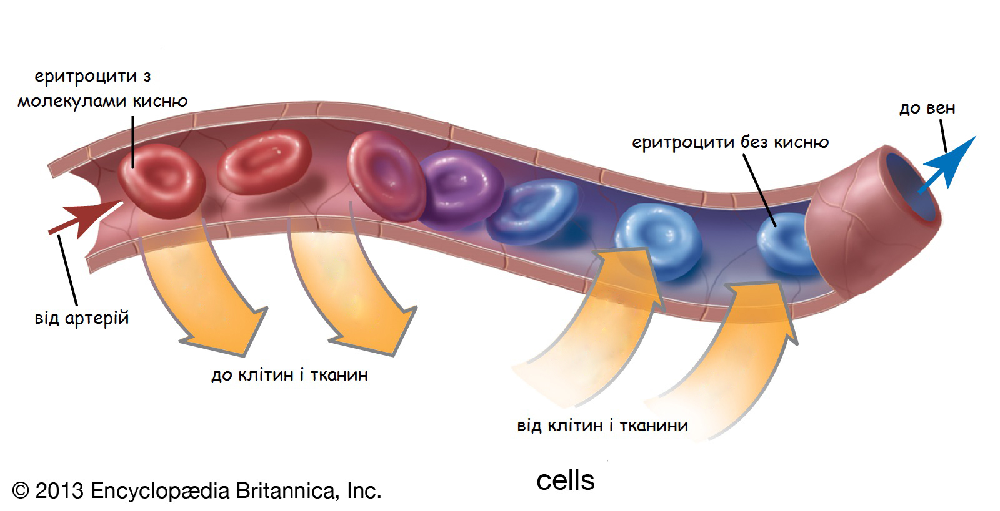 еритроцити з
молекулами кисню
до вен
еритроцити без кисню
від артерій
до клітин і тканин
від клітин і тканини
cells
© 2013 Encyclopædia Britannica, Inc.